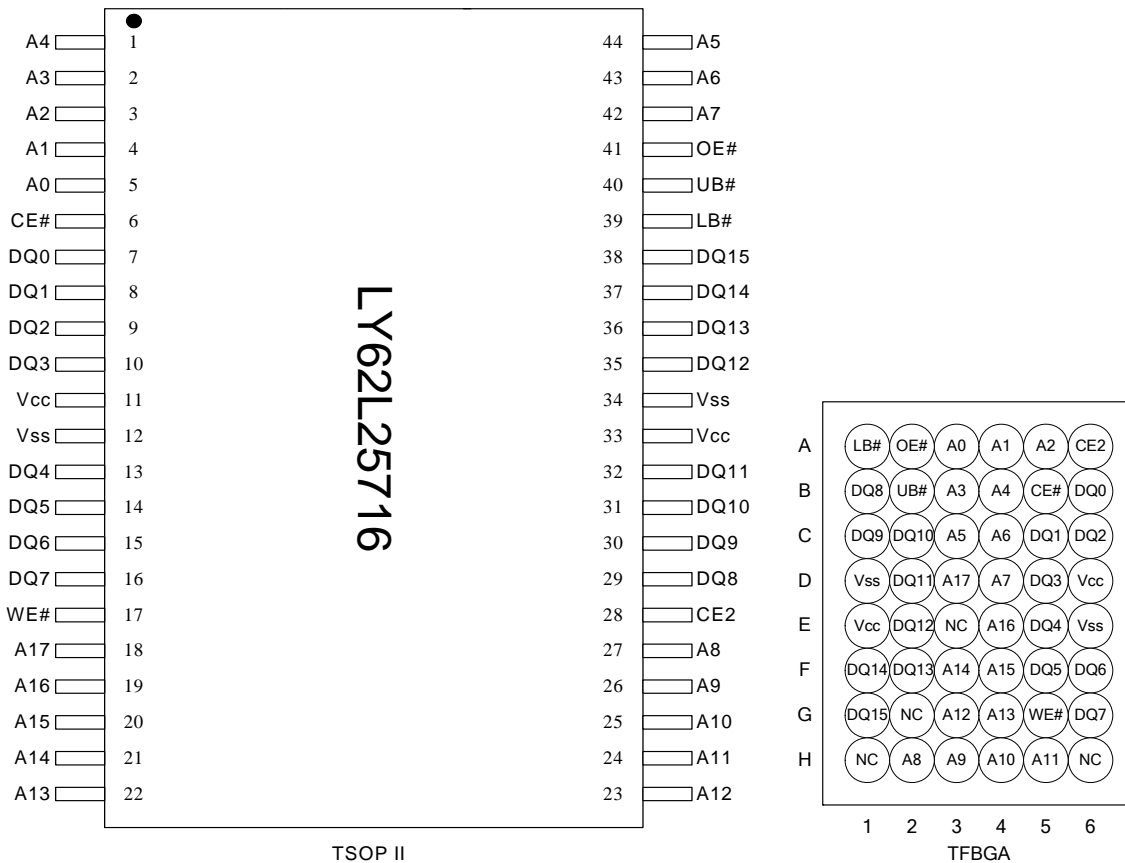 A4 1 44 A5
A3 2 43 A6
A2 3 42 A7
A1 4 41 OE#
A0 5 40 UB#
CE# 6 39 LB#
DQ0 7 38 DQ15
DQ1 8 37 DQ14
DQ2 9 36 DQ13
DQ3 10 35 DQ12
Vcc 11 34 Vss
Vss 12 33 Vcc
DQ4 13 32 DQ11
DQ5 14 31 DQ10
DQ6 15 30 DQ9
DQ7 16 29 DQ8
WE# 17 28 CE2
A17 18 27 A8
A16 19 26 A9
A15 20 25 A10
A14 21 24 A11
A13 22 23 A12
LY62L25716
TSOP II
A LB# OE# A0 A1 A2 CE2
B DQ8 UB# A3 A4 CE# DQ0
C DQ9 DQ10 A5 A6 DQ1 DQ2
D Vss DQ11 A17 A7 DQ3 Vcc
E Vcc DQ12 NC A16 DQ4 Vss
F DQ14 DQ13 A14 A15 DQ5 DQ6
G DQ15 NC A12 A13 WE# DQ7
H NC A8 A9 A10 A11 NC
1 2 3 4 5 6
TFBGA